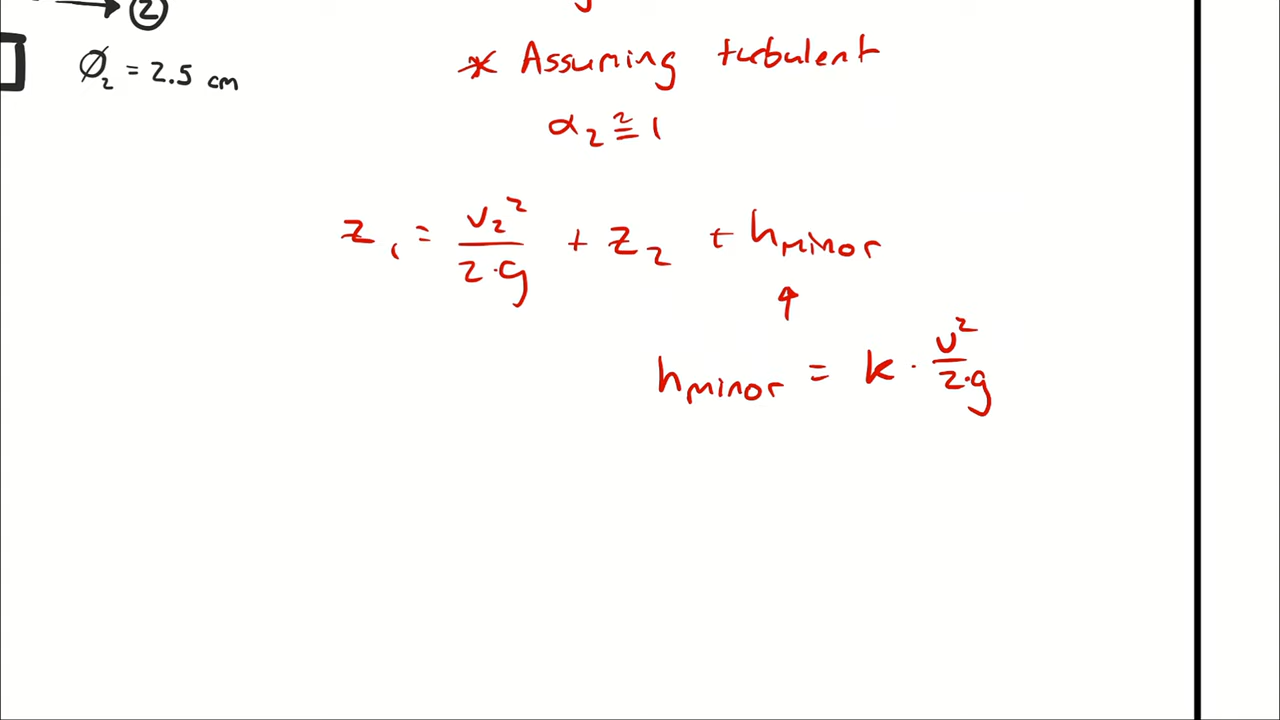 ②
Ø₂ = 2.5 cm
* Assuming turbulent
α₂ ≅ 1
z₁ = v₂²/2·g + z₂ + hminor
↑
hminor = k · v²/2·g